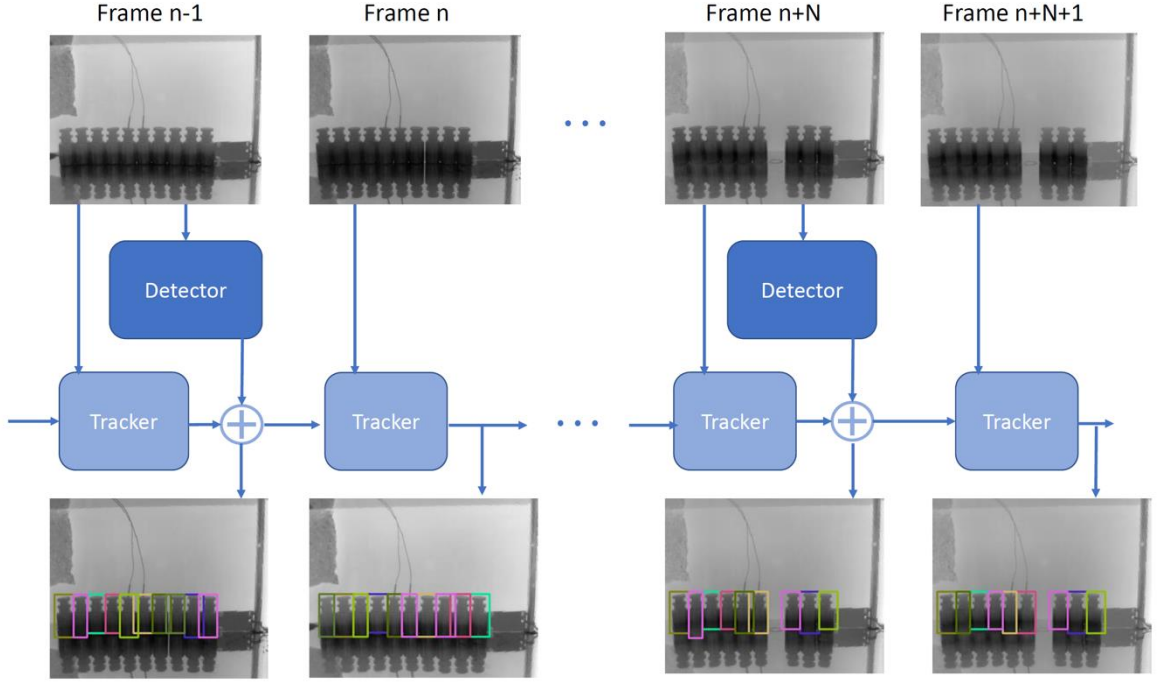 Frame n-1
Frame n
Frame n+N
Frame n+N+1
...
Detector
Detector
Tracker
Tracker
...
Tracker
Tracker